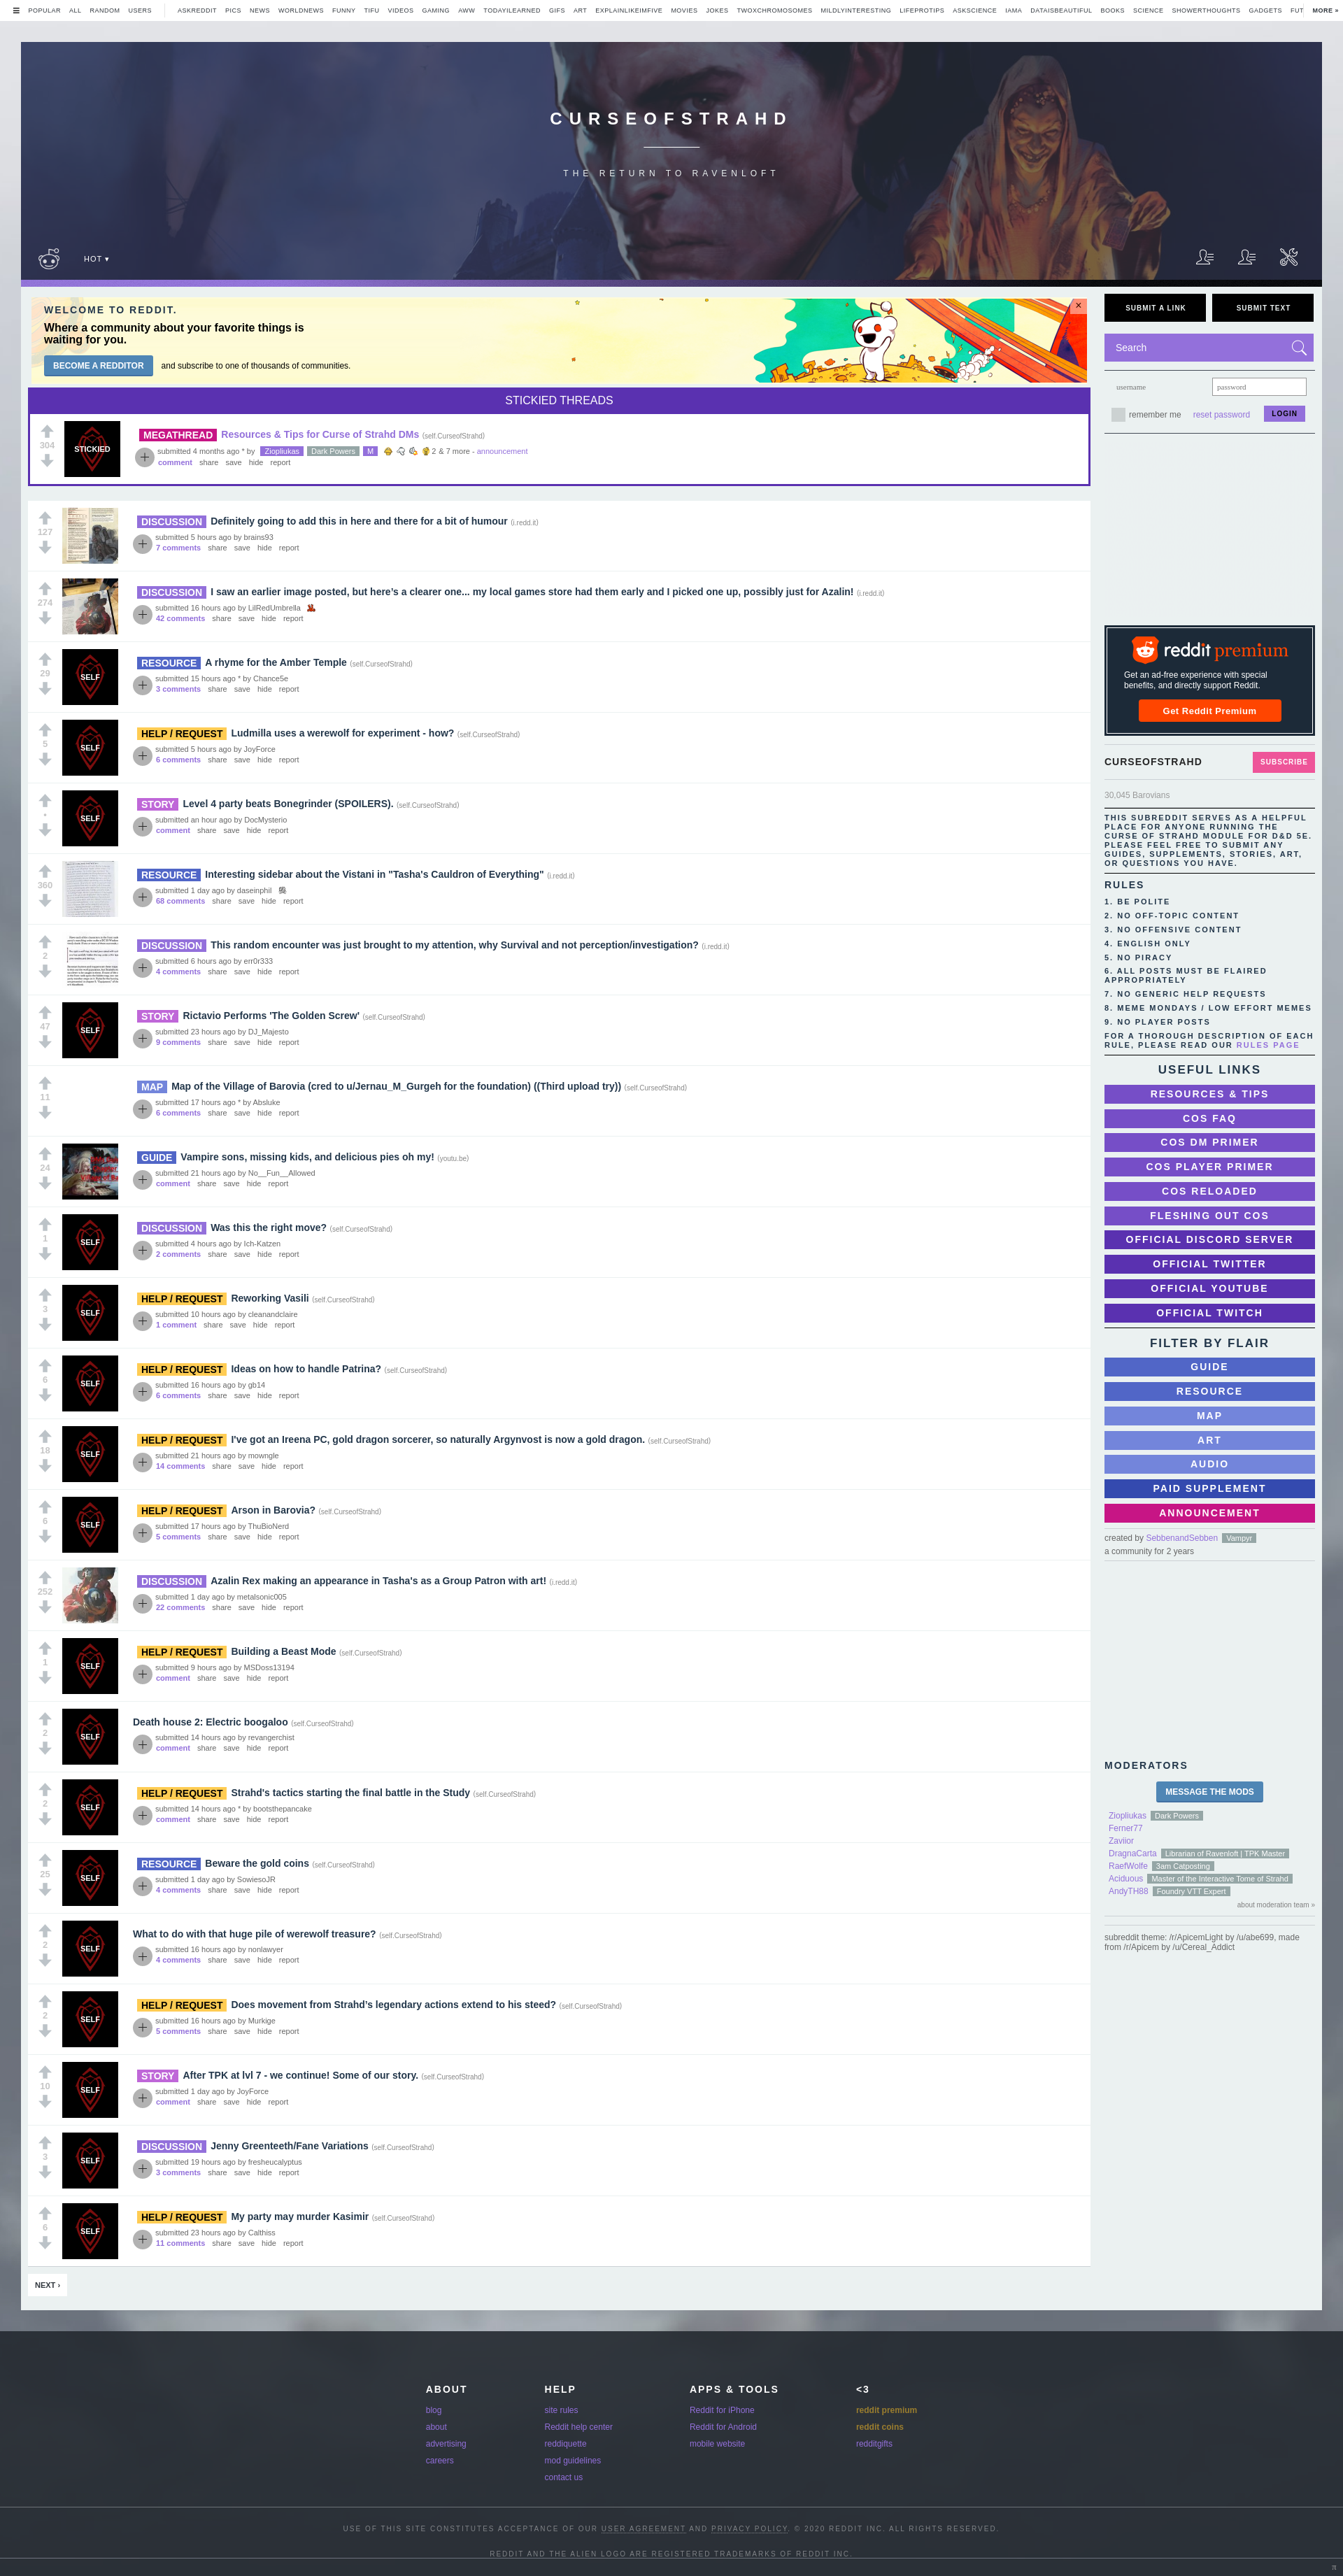 POPULAR ALL RANDOM USERS ASKREDDIT PICS NEWS WORLDNEWS FUNNY TIFU VIDEOS GAMING AWW TODAYILEARNED GIFS ART EXPLAINLIKEIMFIVE MOVIES JOKES TWOXCHROMOSOMES MILDLYINTERESTING LIFEPROTIPS ASKSCIENCE IAMA DATAISBEAUTIFUL BOOKS SCIENCE SHOWERTHOUGHTS GADGETS FUT MORE »
CURSEOFSTRAHD
THE RETURN TO RAVENLOFT
HOT ▾
WELCOME TO REDDIT.
Where a community about your favorite things is
waiting for you.
BECOME A REDDITOR and subscribe to one of thousands of communities.
×
STICKIED THREADS
304
STICKIED
MEGATHREAD Resources & Tips for Curse of Strahd DMs (self.CurseofStrahd)
submitted 4 months ago * by Ziopliukas Dark Powers M 2 & 7 more - announcement
comment share save hide report
127
DISCUSSION Definitely going to add this in here and there for a bit of humour (i.redd.it)
submitted 5 hours ago by brains93
7 comments share save hide report
274
DISCUSSION I saw an earlier image posted, but here's a clearer one... my local games store had them early and I picked one up, possibly just for Azalin! (i.redd.it)
submitted 16 hours ago by LilRedUmbrella
42 comments share save hide report
29
SELF
RESOURCE A rhyme for the Amber Temple (self.CurseofStrahd)
submitted 15 hours ago * by Chance5e
3 comments share save hide report
5
SELF
HELP / REQUEST Ludmilla uses a werewolf for experiment - how? (self.CurseofStrahd)
submitted 5 hours ago by JoyForce
6 comments share save hide report
•
SELF
STORY Level 4 party beats Bonegrinder (SPOILERS). (self.CurseofStrahd)
submitted an hour ago by DocMysterio
comment share save hide report
360
RESOURCE Interesting sidebar about the Vistani in "Tasha's Cauldron of Everything" (i.redd.it)
submitted 1 day ago by daseinphil
68 comments share save hide report
2
DISCUSSION This random encounter was just brought to my attention, why Survival and not perception/investigation? (i.redd.it)
submitted 6 hours ago by err0r333
4 comments share save hide report
47
SELF
STORY Rictavio Performs 'The Golden Screw' (self.CurseofStrahd)
submitted 23 hours ago by DJ_Majesto
9 comments share save hide report
11
MAP Map of the Village of Barovia (cred to u/Jernau_M_Gurgeh for the foundation) ((Third upload try)) (self.CurseofStrahd)
submitted 17 hours ago * by Absluke
6 comments share save hide report
24
GUIDE Vampire sons, missing kids, and delicious pies oh my! (youtu.be)
submitted 21 hours ago by No__Fun__Allowed
comment share save hide report
1
SELF
DISCUSSION Was this the right move? (self.CurseofStrahd)
submitted 4 hours ago by Ich-Katzen
2 comments share save hide report
3
SELF
HELP / REQUEST Reworking Vasili (self.CurseofStrahd)
submitted 10 hours ago by cleanandclaire
1 comment share save hide report
6
SELF
HELP / REQUEST Ideas on how to handle Patrina? (self.CurseofStrahd)
submitted 16 hours ago by gb14
6 comments share save hide report
18
SELF
HELP / REQUEST I've got an Ireena PC, gold dragon sorcerer, so naturally Argynvost is now a gold dragon. (self.CurseofStrahd)
submitted 21 hours ago by mowngle
14 comments share save hide report
6
SELF
HELP / REQUEST Arson in Barovia? (self.CurseofStrahd)
submitted 17 hours ago by ThuBioNerd
5 comments share save hide report
252
DISCUSSION Azalin Rex making an appearance in Tasha's as a Group Patron with art! (i.redd.it)
submitted 1 day ago by metalsonic005
22 comments share save hide report
1
SELF
HELP / REQUEST Building a Beast Mode (self.CurseofStrahd)
submitted 9 hours ago by MSDoss13194
comment share save hide report
2
SELF
Death house 2: Electric boogaloo (self.CurseofStrahd)
submitted 14 hours ago by revangerchist
comment share save hide report
2
SELF
HELP / REQUEST Strahd's tactics starting the final battle in the Study (self.CurseofStrahd)
submitted 14 hours ago * by bootsthepancake
comment share save hide report
25
SELF
RESOURCE Beware the gold coins (self.CurseofStrahd)
submitted 1 day ago by SowiesoJR
4 comments share save hide report
2
SELF
What to do with that huge pile of werewolf treasure? (self.CurseofStrahd)
submitted 16 hours ago by nonlawyer
4 comments share save hide report
2
SELF
HELP / REQUEST Does movement from Strahd's legendary actions extend to his steed? (self.CurseofStrahd)
submitted 16 hours ago by Murkige
5 comments share save hide report
10
SELF
STORY After TPK at lvl 7 - we continue! Some of our story. (self.CurseofStrahd)
submitted 1 day ago by JoyForce
comment share save hide report
3
SELF
DISCUSSION Jenny Greenteeth/Fane Variations (self.CurseofStrahd)
submitted 19 hours ago by fresheucalyptus
3 comments share save hide report
6
SELF
HELP / REQUEST My party may murder Kasimir (self.CurseofStrahd)
submitted 23 hours ago by Calthiss
11 comments share save hide report
NEXT ›
SUBMIT A LINK SUBMIT TEXT
Search
username password
remember me reset password LOGIN
reddit premium
Get an ad-free experience with special
benefits, and directly support Reddit.
Get Reddit Premium
CURSEOFSTRAHD SUBSCRIBE
30,045 Barovians
THIS SUBREDDIT SERVES AS A HELPFUL
PLACE FOR ANYONE RUNNING THE
CURSE OF STRAHD MODULE FOR D&D 5E.
PLEASE FEEL FREE TO SUBMIT ANY
GUIDES, SUPPLEMENTS, STORIES, ART,
OR QUESTIONS YOU HAVE.
RULES
1. BE POLITE
2. NO OFF-TOPIC CONTENT
3. NO OFFENSIVE CONTENT
4. ENGLISH ONLY
5. NO PIRACY
6. ALL POSTS MUST BE FLAIRED
APPROPRIATELY
7. NO GENERIC HELP REQUESTS
8. MEME MONDAYS / LOW EFFORT MEMES
9. NO PLAYER POSTS
FOR A THOROUGH DESCRIPTION OF EACH
RULE, PLEASE READ OUR RULES PAGE
USEFUL LINKS
RESOURCES & TIPS
COS FAQ
COS DM PRIMER
COS PLAYER PRIMER
COS RELOADED
FLESHING OUT COS
OFFICIAL DISCORD SERVER
OFFICIAL TWITTER
OFFICIAL YOUTUBE
OFFICIAL TWITCH
FILTER BY FLAIR
GUIDE
RESOURCE
MAP
ART
AUDIO
PAID SUPPLEMENT
ANNOUNCEMENT
created by SebbenandSebben Vampyr
a community for 2 years
MODERATORS
MESSAGE THE MODS
Ziopliukas Dark Powers
Ferner77
Zaviior
DragnaCarta Librarian of Ravenloft | TPK Master
RaefWolfe 3am Catposting
Aciduous Master of the Interactive Tome of Strahd
AndyTH88 Foundry VTT Expert
about moderation team »
subreddit theme: /r/ApicemLight by /u/abe699, made
from /r/Apicem by /u/Cereal_Addict
ABOUT
blog
about
advertising
careers
HELP
site rules
Reddit help center
reddiquette
mod guidelines
contact us
APPS & TOOLS
Reddit for iPhone
Reddit for Android
mobile website
<3
reddit premium
reddit coins
redditgifts
USE OF THIS SITE CONSTITUTES ACCEPTANCE OF OUR USER AGREEMENT AND PRIVACY POLICY. © 2020 REDDIT INC. ALL RIGHTS RESERVED.
REDDIT AND THE ALIEN LOGO ARE REGISTERED TRADEMARKS OF REDDIT INC.
π